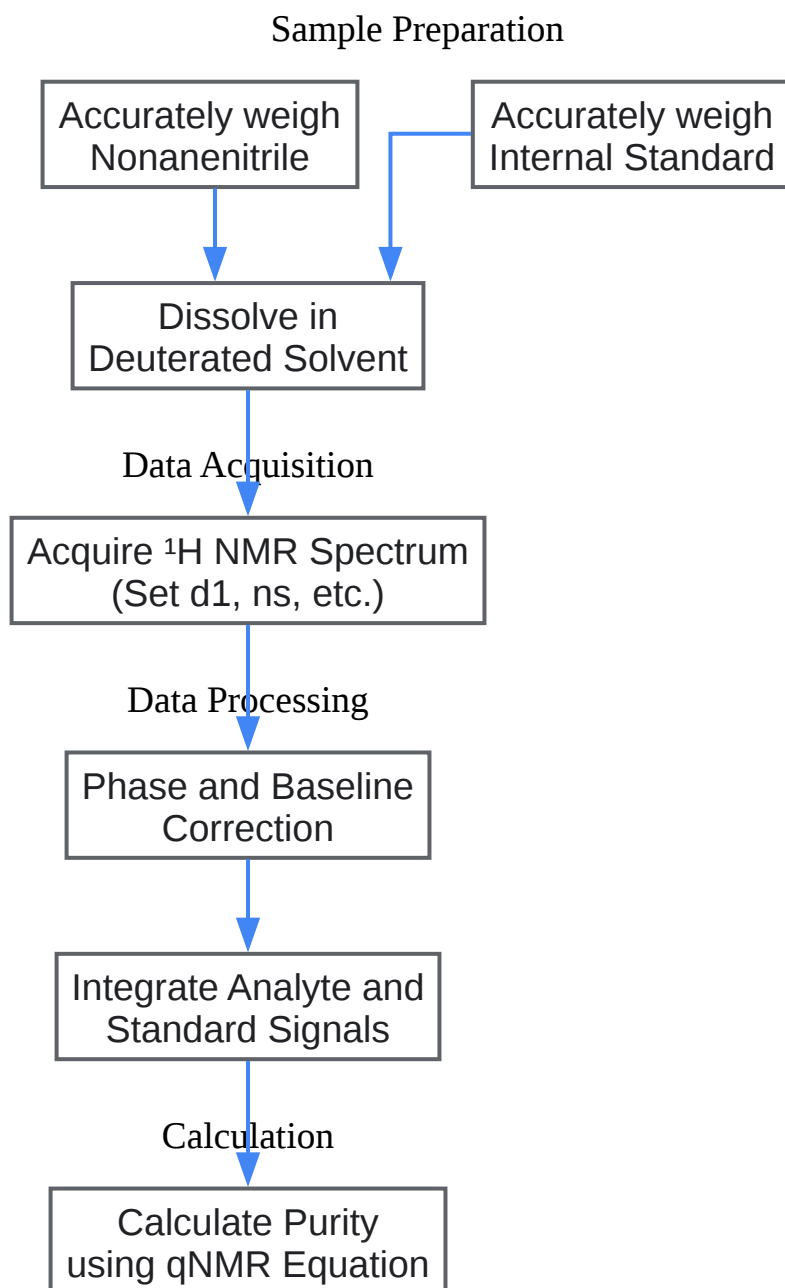 Sample Preparation
Accurately weigh
Nonanenitrile
Accurately weigh
Internal Standard
Dissolve in
Deuterated Solvent
Data Acquisition
Acquire ¹H NMR Spectrum
(Set d1, ns, etc.)
Data Processing
Phase and Baseline
Correction
Integrate Analyte and
Standard Signals
Calculation
Calculate Purity
using qNMR Equation